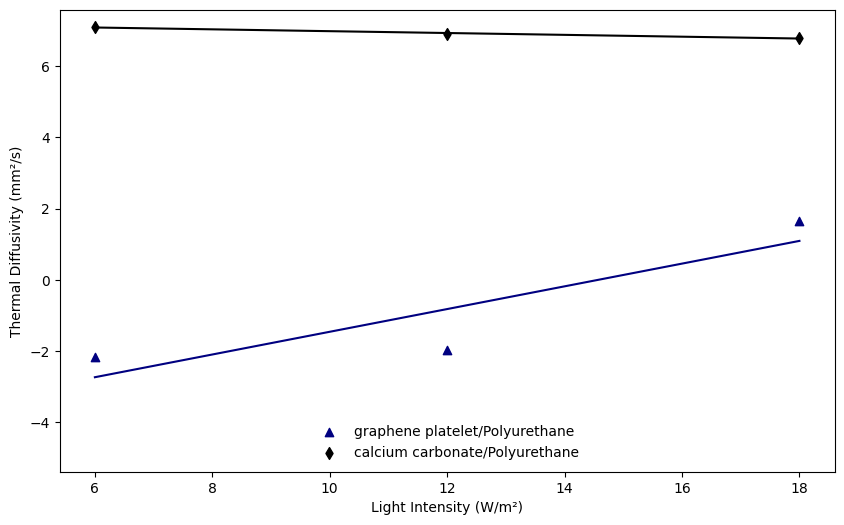 6
4
2
0
−2
−4
Thermal Diffusivity (mm²/s)
graphene platelet/Polyurethane
calcium carbonate/Polyurethane
6 8 10 12 14 16 18
Light Intensity (W/m²)